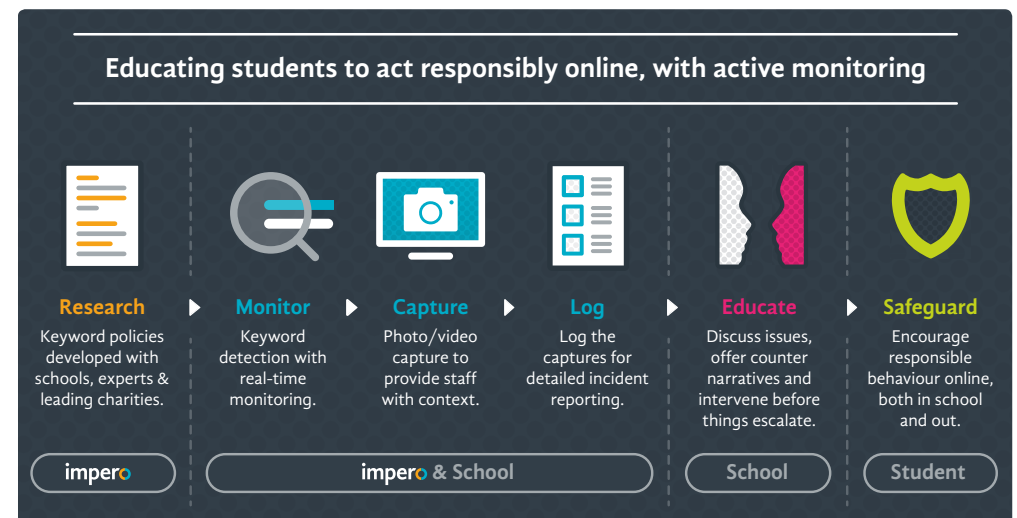 Educating students to act responsibly online, with active monitoring
Research
Keyword policies
developed with
schools, experts &
leading charities.
Monitor
Keyword
detection with
real-time
monitoring.
Capture
Photo/video
capture to
provide staff
with context.
Log
Log the
captures for
detailed incident
reporting.
Educate
Discuss issues,
offer counter
narratives and
intervene before
things escalate.
Safeguard
Encourage
responsible
behaviour online,
both in school
and out.
impero
impero & School
School
Student